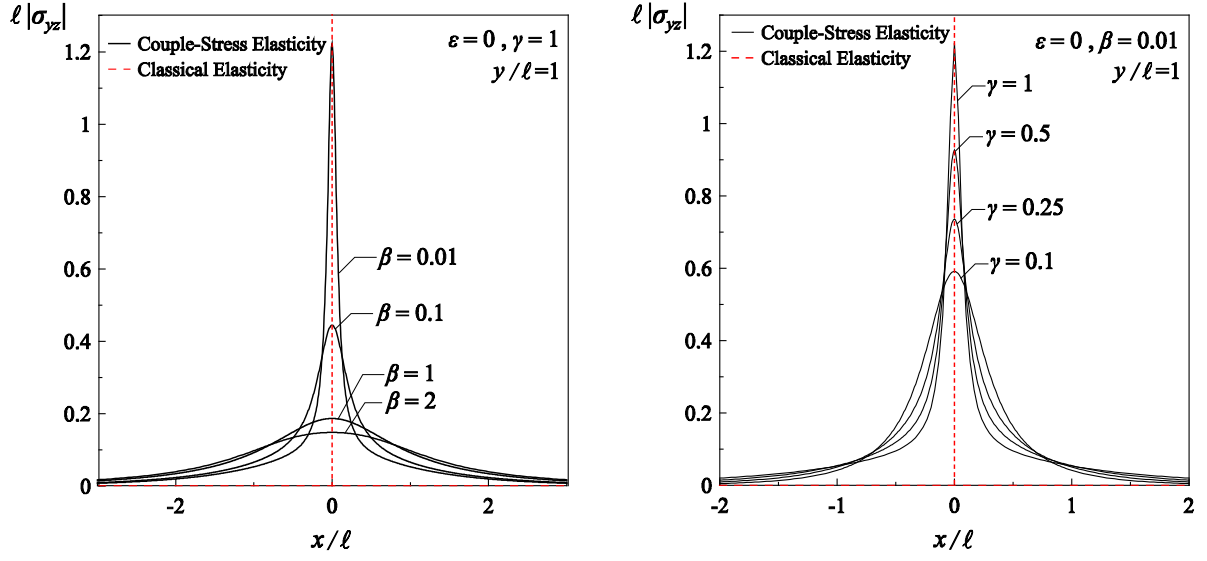 ℓ|σyz|
1.2
1
0.8
0.6
0.4
0.2
0
Couple-Stress Elasticity
Classical Elasticity
ε=0 , γ=1
y/ℓ=1
β=0.01
β=0.1
β=1
β=2
-2 0 2
x/ℓ
ℓ|σyz|
1.2
1
0.8
0.6
0.4
0.2
0
Couple-Stress Elasticity
Classical Elasticity
ε=0 , β=0.01
y/ℓ=1
γ=1
γ=0.5
γ=0.25
γ=0.1
-2 -1 0 1 2
x/ℓ